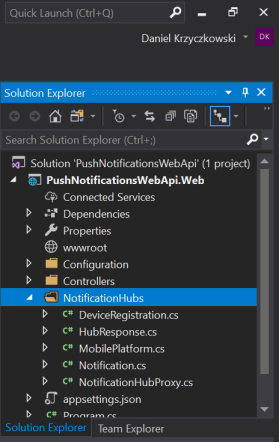 Quick Launch (Ctrl+Q)
Daniel Krzyczkowski
DK
Solution Explorer
Search Solution Explorer (Ctrl+;)
Solution 'PushNotificationsWebApi' (1 project)
PushNotificationsWebApi.Web
Connected Services
Dependencies
Properties
wwwroot
Configuration
Controllers
NotificationHubs
C# DeviceRegistration.cs
C# HubResponse.cs
C# MobilePlatform.cs
C# Notification.cs
C# NotificationHubProxy.cs
appsettings.json
C# Program.cs
Solution Explorer Team Explorer